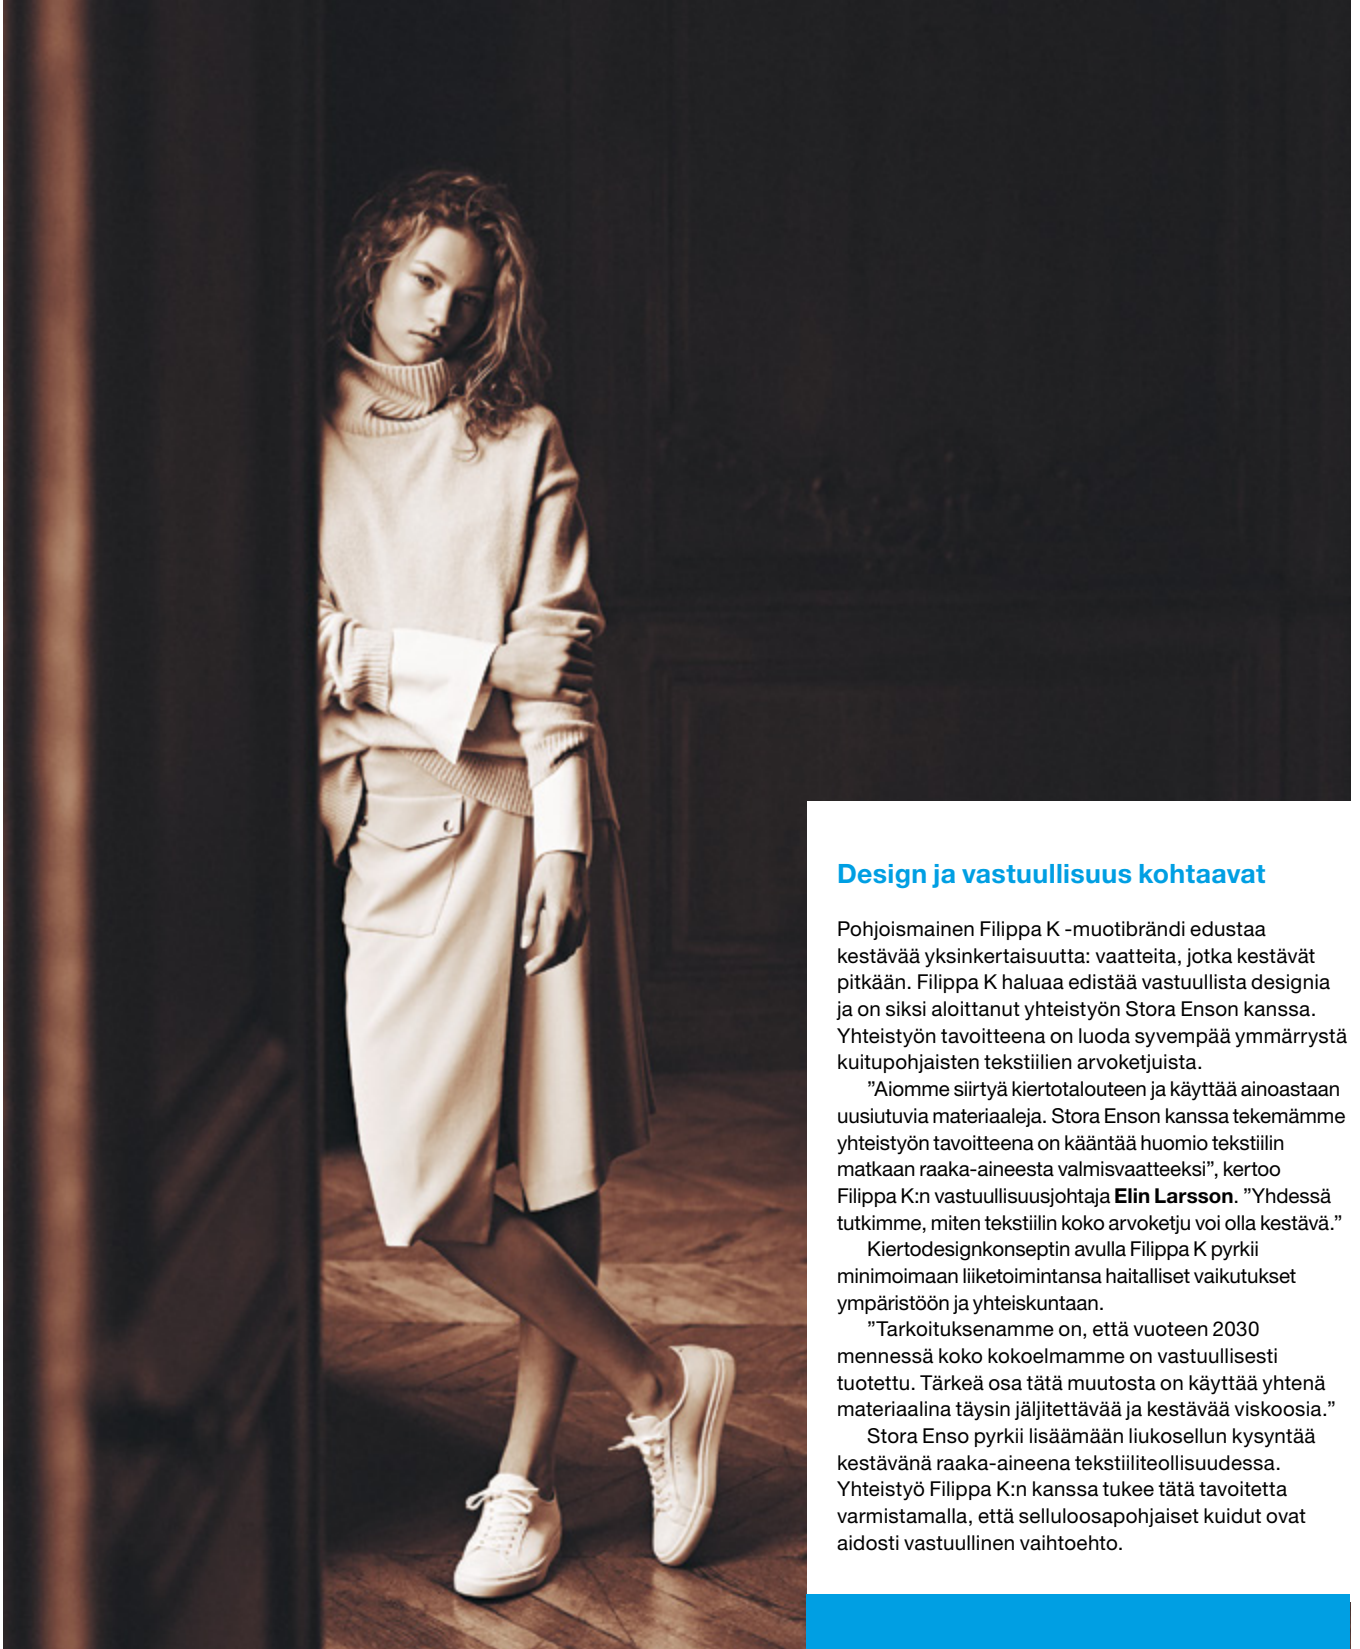 Design ja vastuullisuus kohtaavat
Pohjoismainen Filippa K -muotibrändi edustaa
kestävää yksinkertaisuutta: vaatteita, jotka kestävät
pitkään. Filippa K haluaa edistää vastuullista designia
ja on siksi aloittanut yhteistyön Stora Enson kanssa.
Yhteistyön tavoitteena on luoda syvempää ymmärrystä
kuitupohjaisten tekstiilien arvoketjuista.
”Aiomme siirtyä kiertotalouteen ja käyttää ainoastaan
uusiutuvia materiaaleja. Stora Enson kanssa tekemämme
yhteistyön tavoitteena on kääntää huomio tekstiilin
matkaan raaka-aineesta valmisvaatteeksi”, kertoo
Filippa K:n vastuullisuusjohtaja Elin Larsson. ”Yhdessä
tutkimme, miten tekstiilin koko arvoketju voi olla kestävä.”
Kiertodesignkonseptin avulla Filippa K pyrkii
minimoimaan liiketoimintansa haitalliset vaikutukset
ympäristöön ja yhteiskuntaan.
”Tarkoituksenamme on, että vuoteen 2030
mennessä koko kokoelmamme on vastuullisesti
tuotettu. Tärkeä osa tätä muutosta on käyttää yhtenä
materiaalina täysin jäljitettävää ja kestävää viskoosia.”
Stora Enso pyrkii lisäämään liukosellun kysyntää
kestävänä raaka-aineena tekstiiliteollisuudessa.
Yhteistyö Filippa K:n kanssa tukee tätä tavoitetta
varmistamalla, että selluloosapohjaiset kuidut ovat
aidosti vastuullinen vaihtoehto.